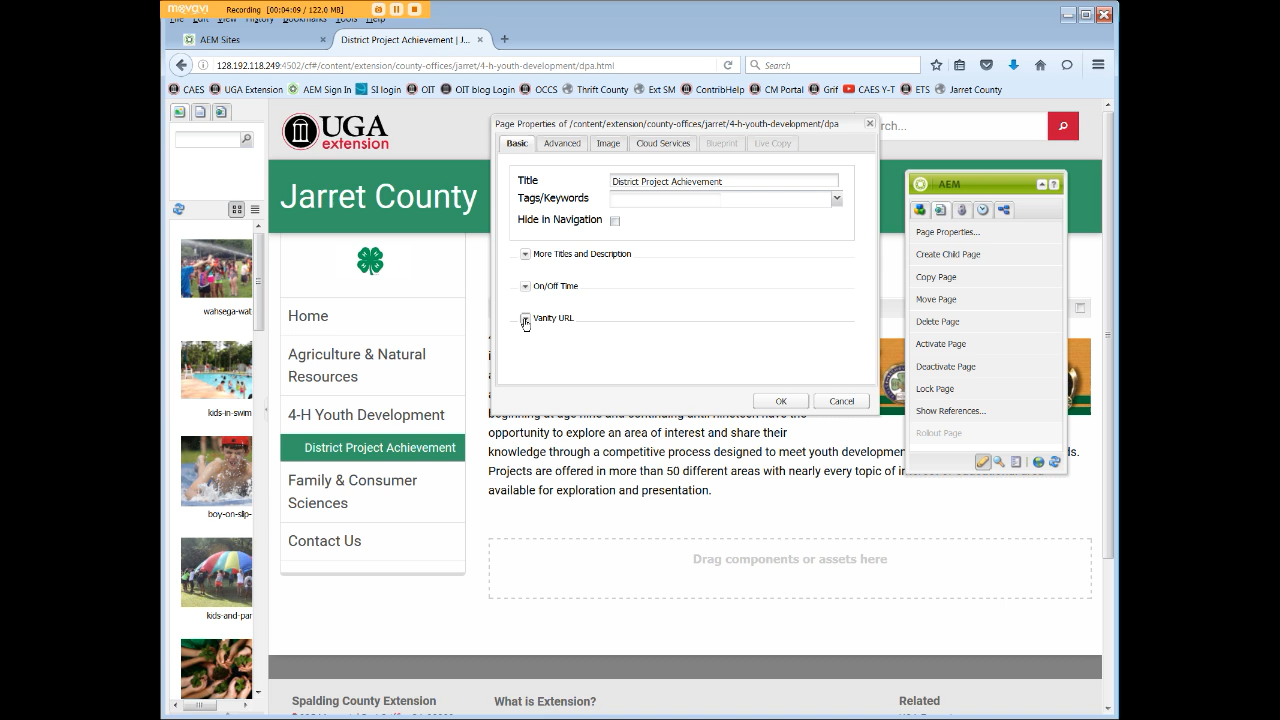 movavi
Recording [00:04:09 / 122.0 MB]
File Edit View History Bookmarks Tools Help
AEM Sites × District Project Achievement | J... × +
128.192.118.249:4502/cf#/content/extension/county-offices/jarret/4-h-youth-development/dpa.html
Search
CAES UGA Extension AEM Sign In SI login OIT OIT blog Login OCCS Thrift County Ext SM ContribHelp CM Portal Grif CAES Y-T ETS Jarret County
UGA
extension
rch...
Jarret County
wahsega-wat
kids-in-swim
boy-on-slip-
kids-and-par
Home
Agriculture & Natural
Resources
4-H Youth Development
District Project Achievement
Family & Consumer
Sciences
Contact Us
Page Properties of /content/extension/county-offices/jarret/4-h-youth-development/dpa
Basic Advanced Image Cloud Services Blueprint Live Copy
Title District Project Achievement
Tags/Keywords
Hide in Navigation
More Titles and Description
On/Off Time
Vanity URL
OK Cancel
AEM
?
Page Properties...
Create Child Page
Copy Page
Move Page
Delete Page
Activate Page
Deactivate Page
Lock Page
Show References...
Rollout Page
opportunity to explore an area of interest and share their
knowledge through a competitive process designed to meet youth developmen ds.
Projects are offered in more than 50 different areas with nearly every topic of
available for exploration and presentation.
Drag components or assets here
Spalding County Extension
What is Extension?
Related